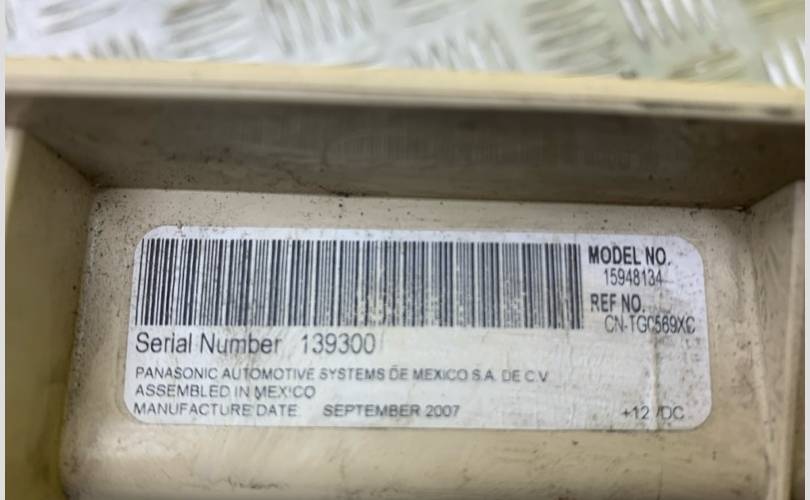 MODEL NO.
15948134
REF NO.
CN-TGC569XC
Serial Number 139300
PANASONIC AUTOMOTIVE SYSTEMS DE MEXICO S.A. DE C.V
ASSEMBLED IN MEXICO
MANUFACTURE DATE SEPTEMBER 2007
+12 /DC